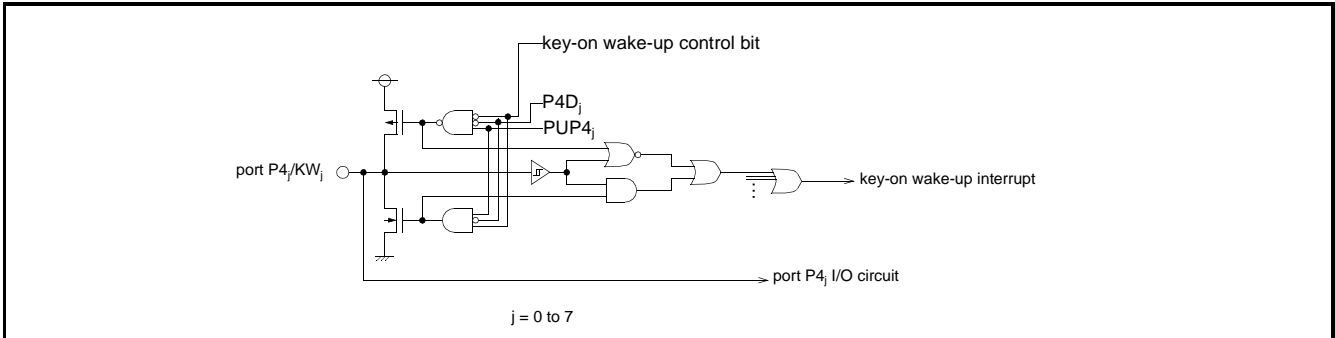 key-on wake-up control bit
P4Dj
PUP4j
port P4j/KWj
key-on wake-up interrupt
port P4j I/O circuit
j = 0 to 7